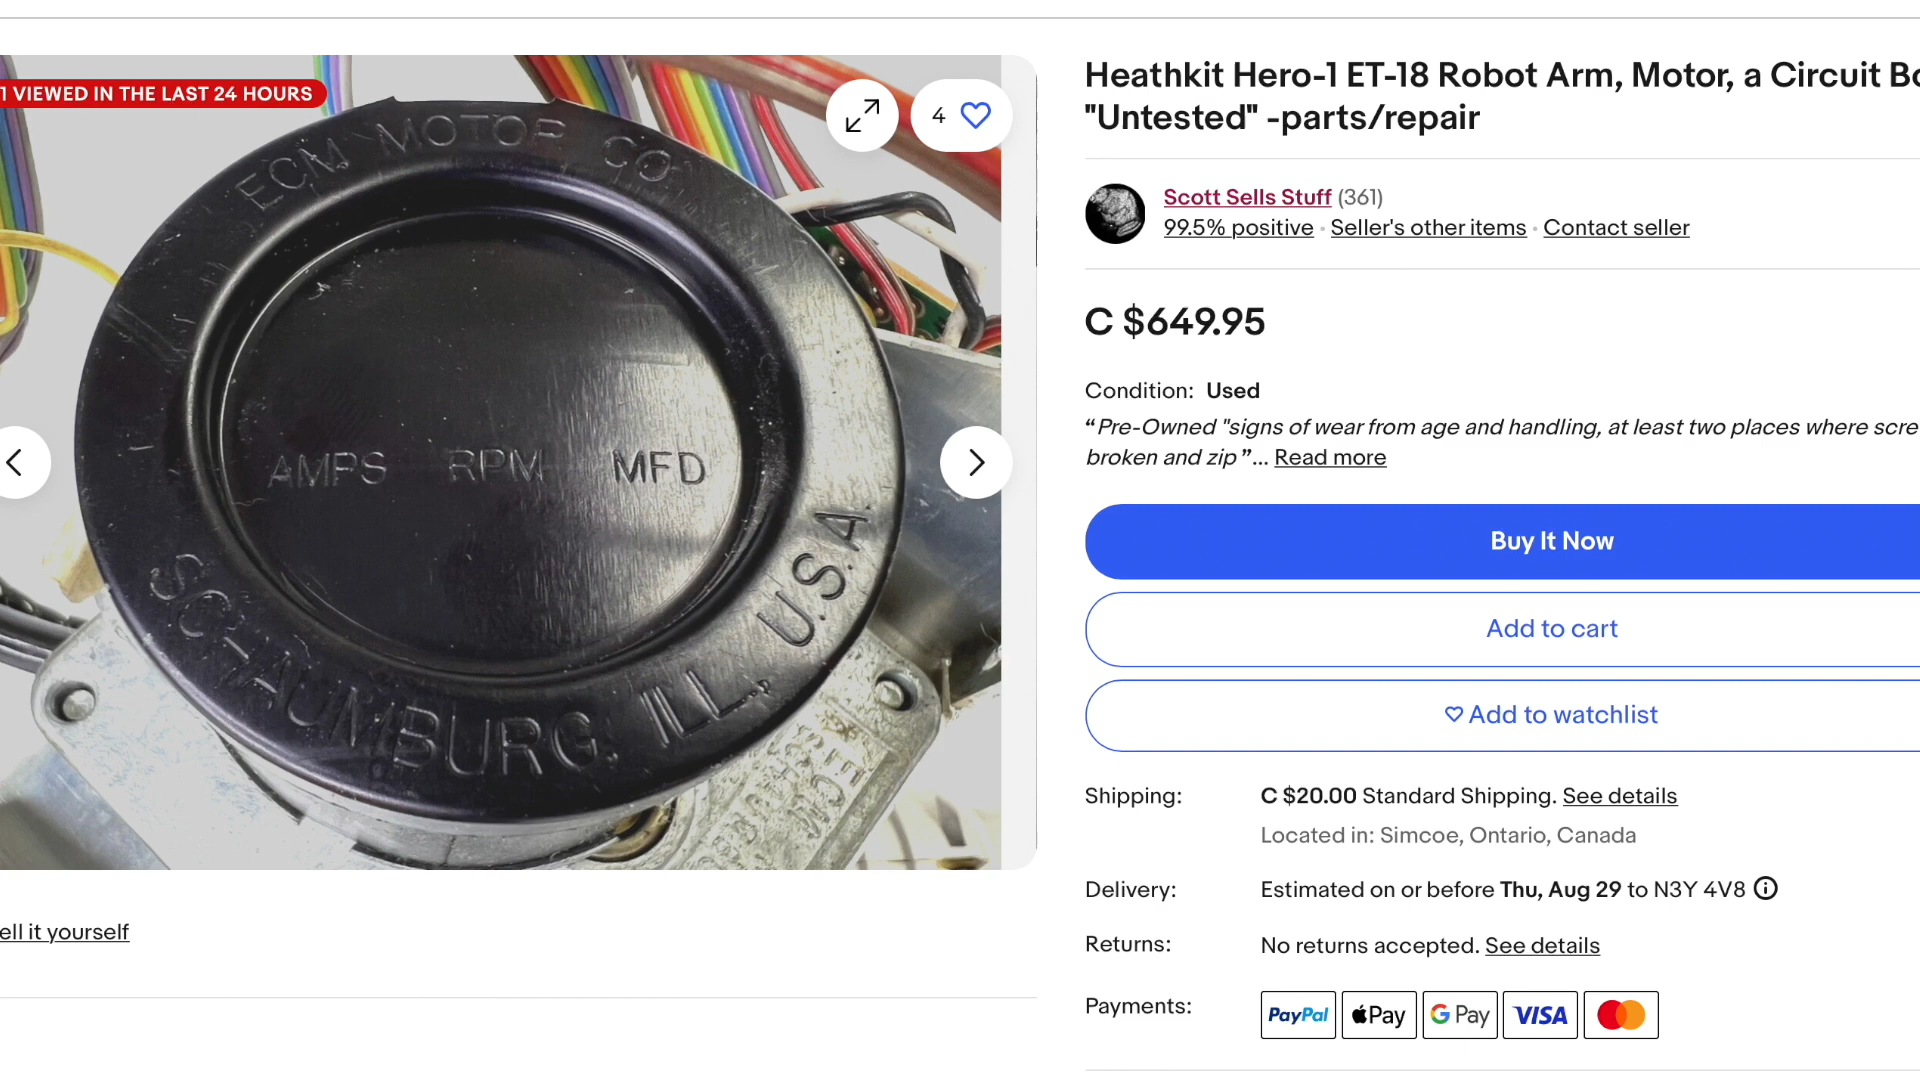 1 VIEWED IN THE LAST 24 HOURS
4
ECM MOTOR CO.
AMPS RPM MFD
SCHAUMBURG, ILL., U.S.A.
ECM
ell it yourself
Heathkit Hero-1 ET-18 Robot Arm, Motor, a Circuit
"Untested" -parts/repair
Scott Sells Stuff (361)
99.5% positive · Seller's other items · Contact seller
C $649.95
Condition: Used
“Pre-Owned "signs of wear from age and handling, at least two places where
broken and zip”... Read more
Buy It Now
Add to cart
Add to watchlist
Shipping: C $20.00 Standard Shipping. See details
Located in: Simcoe, Ontario, Canada
Delivery: Estimated on or before Thu, Aug 29 to N3Y 4V8
Returns: No returns accepted. See details
Payments: PayPal Pay G Pay VISA